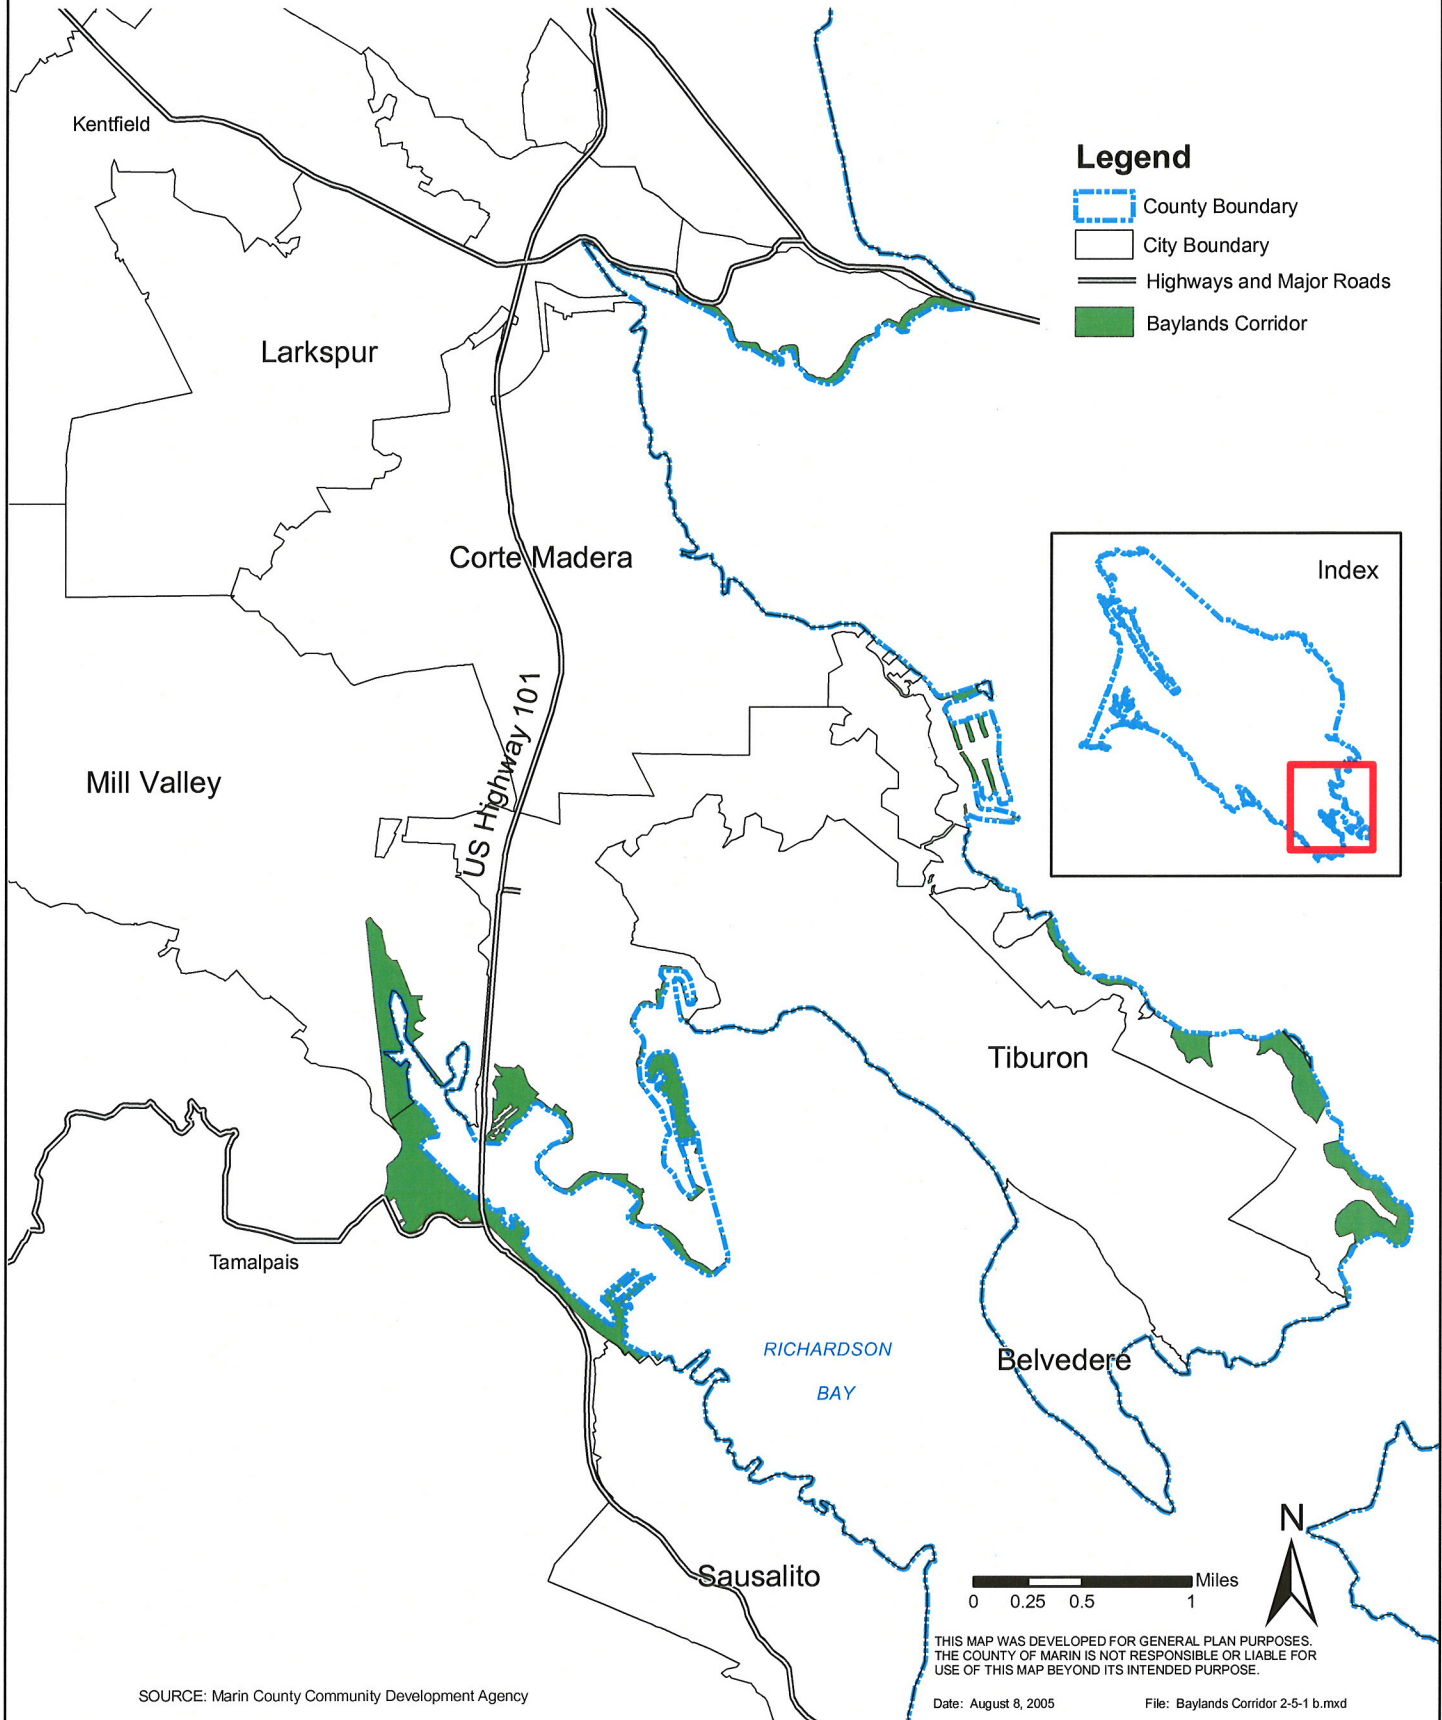 Kentfield
Legend
County Boundary
City Boundary
Highways and Major Roads
Baylands Corridor
Larkspur
Corte Madera
Index
US Highway 101
Mill Valley
Tiburon
Tamalpais
RICHARDSON
BAY
Belvedere
N
Sausalito
Miles
0 0.25 0.5 1
THIS MAP WAS DEVELOPED FOR GENERAL PLAN PURPOSES.
THE COUNTY OF MARIN IS NOT RESPONSIBLE OR LIABLE FOR
USE OF THIS MAP BEYOND ITS INTENDED PURPOSE.
SOURCE: Marin County Community Development Agency
Date: August 8, 2005 File: Baylands Corridor 2-5-1 b.mxd